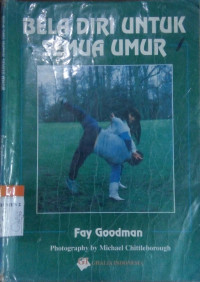 BELA DIRI UNTUK
SEMUA UMUR
Fay Goodman
Photography by Michael Chittleborough